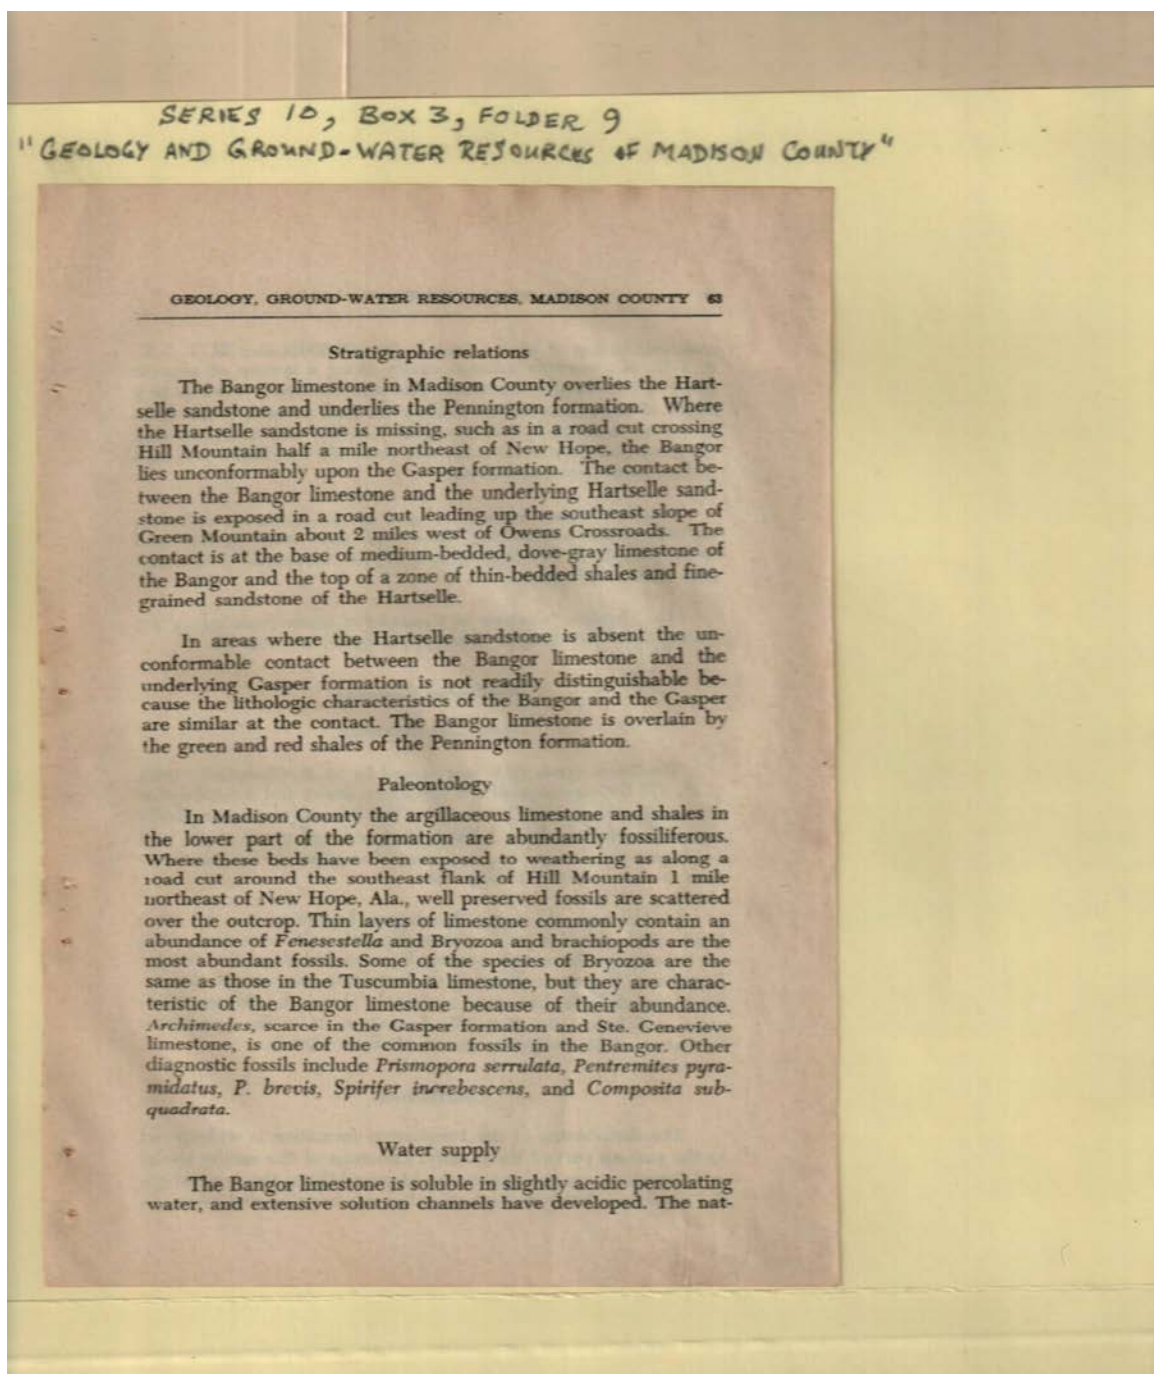 SERIES 10, BOX 3, FOLDER 9
"GEOLOGY AND GROUND-WATER RESOURCES OF MADISON COUNTY"
GEOLOGY, GROUND-WATER RESOURCES, MADISON COUNTY 63
Stratigraphic relations
The Bangor limestone in Madison County overlies the Hart-
selle sandstone and underlies the Pennington formation. Where
the Hartselle sandstone is missing, such as in a road cut crossing
Hill Mountain half a mile northeast of New Hope, the Bangor
lies unconformably upon the Gasper formation. The contact be-
tween the Bangor limestone and the underlying Hartselle sand-
stone is exposed in a road cut leading up the southeast slope of
Green Mountain about 2 miles west of Owens Crossroads. The
contact is at the base of medium-bedded, dove-gray limestone of
the Bangor and the top of a zone of thin-bedded shales and fine-
grained sandstone of the Hartselle.
In areas where the Hartselle sandstone is absent the un-
conformable contact between the Bangor limestone and the
underlying Gasper formation is not readily distinguishable be-
cause the lithologic characteristics of the Bangor and the Gasper
are similar at the contact. The Bangor limestone is overlain by
the green and red shales of the Pennington formation.
Paleontology
In Madison County the argillaceous limestone and shales in
the lower part of the formation are abundantly fossiliferous.
Where these beds have been exposed to weathering as along a
road cut around the southeast flank of Hill Mountain 1 mile
northeast of New Hope, Ala., well preserved fossils are scattered
over the outcrop. Thin layers of limestone commonly contain an
abundance of Fenesestella and Bryozoa and brachiopods are the
most abundant fossils. Some of the species of Bryozoa are the
same as those in the Tuscumbia limestone, but they are charac-
teristic of the Bangor limestone because of their abundance.
Archimedes, scarce in the Gasper formation and Ste. Genevieve
limestone, is one of the common fossils in the Bangor. Other
diagnostic fossils include Prismopora serrulata, Pentremites pyra-
midatus, P. brevis, Spirifer increbescens, and Composita sub-
quadrata.
Water supply
The Bangor limestone is soluble in slightly acidic percolating
water, and extensive solution channels have developed. The nat-